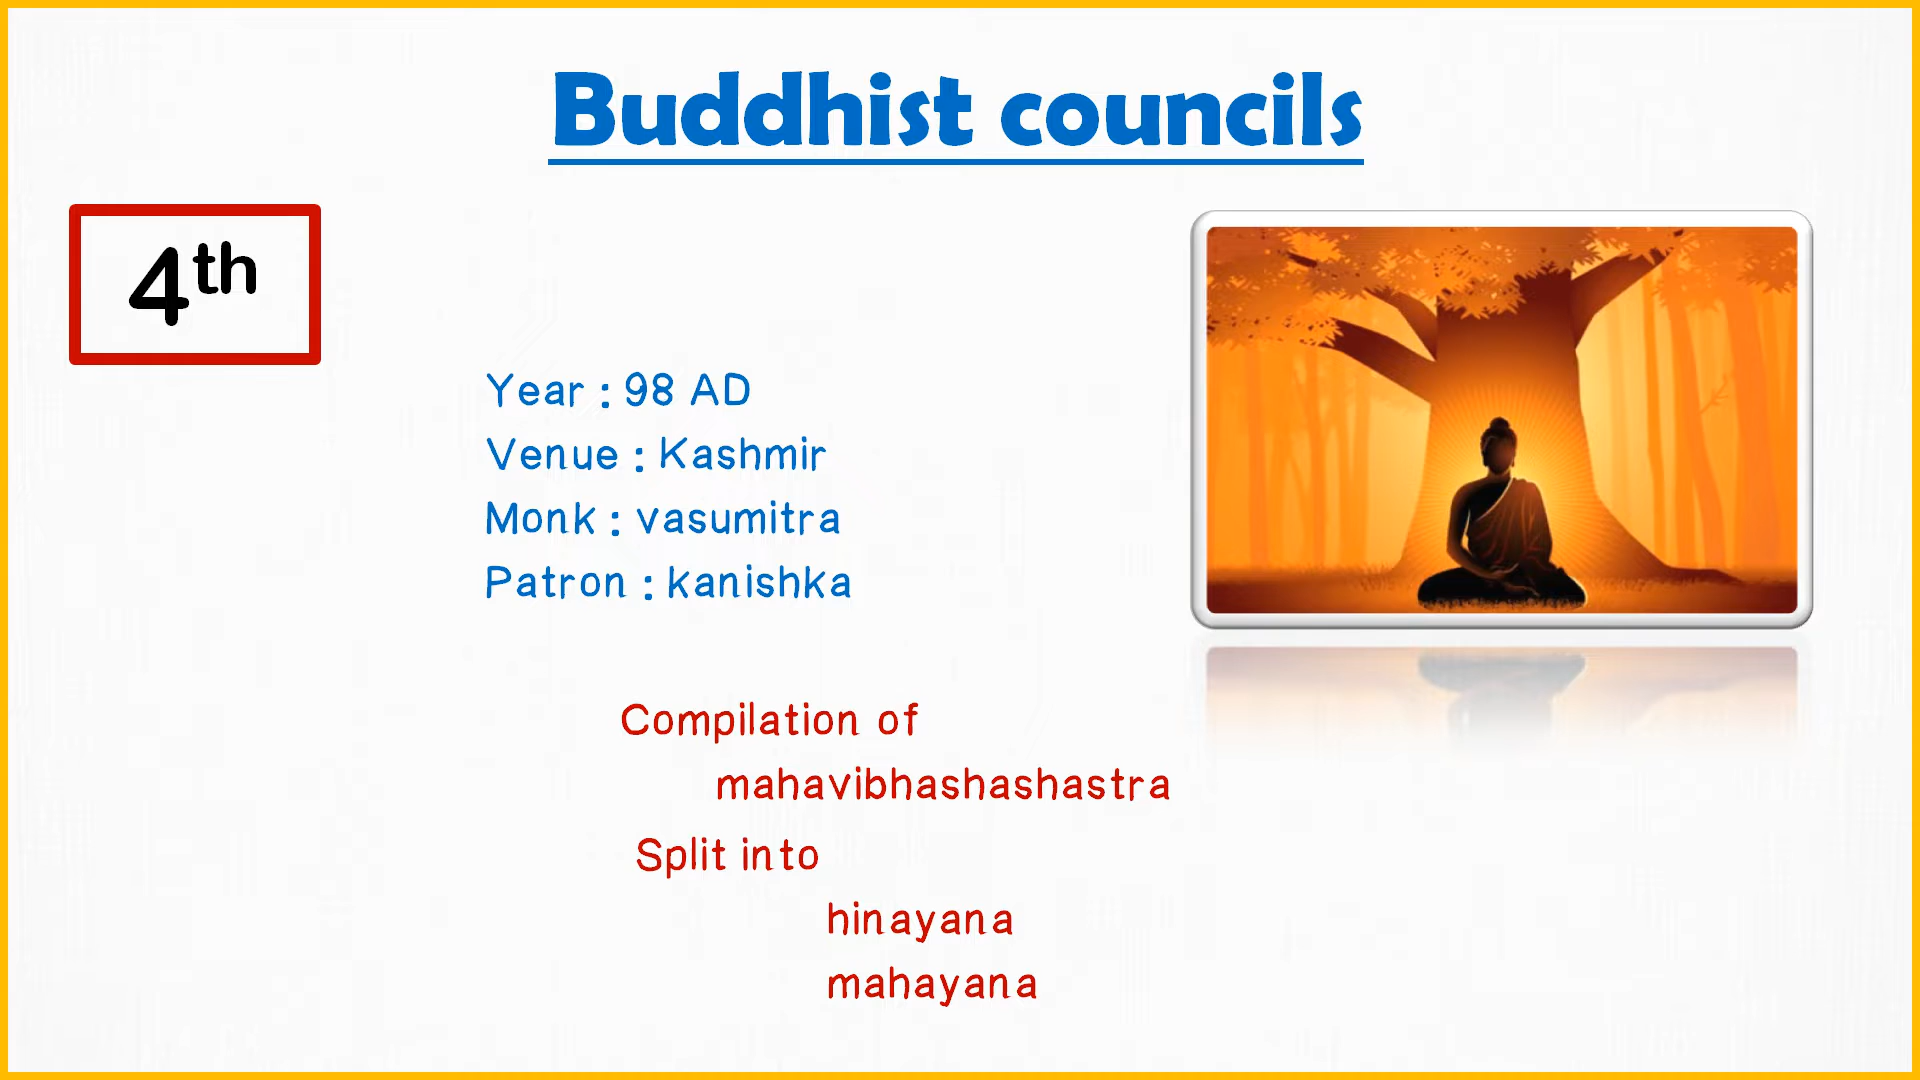 Buddhist councils
4th
Year : 98 AD
Venue : Kashmir
Monk : vasumitra
Patron : kanishka
Compilation of
mahavibhashashastra
Split into
hinayana
mahayana